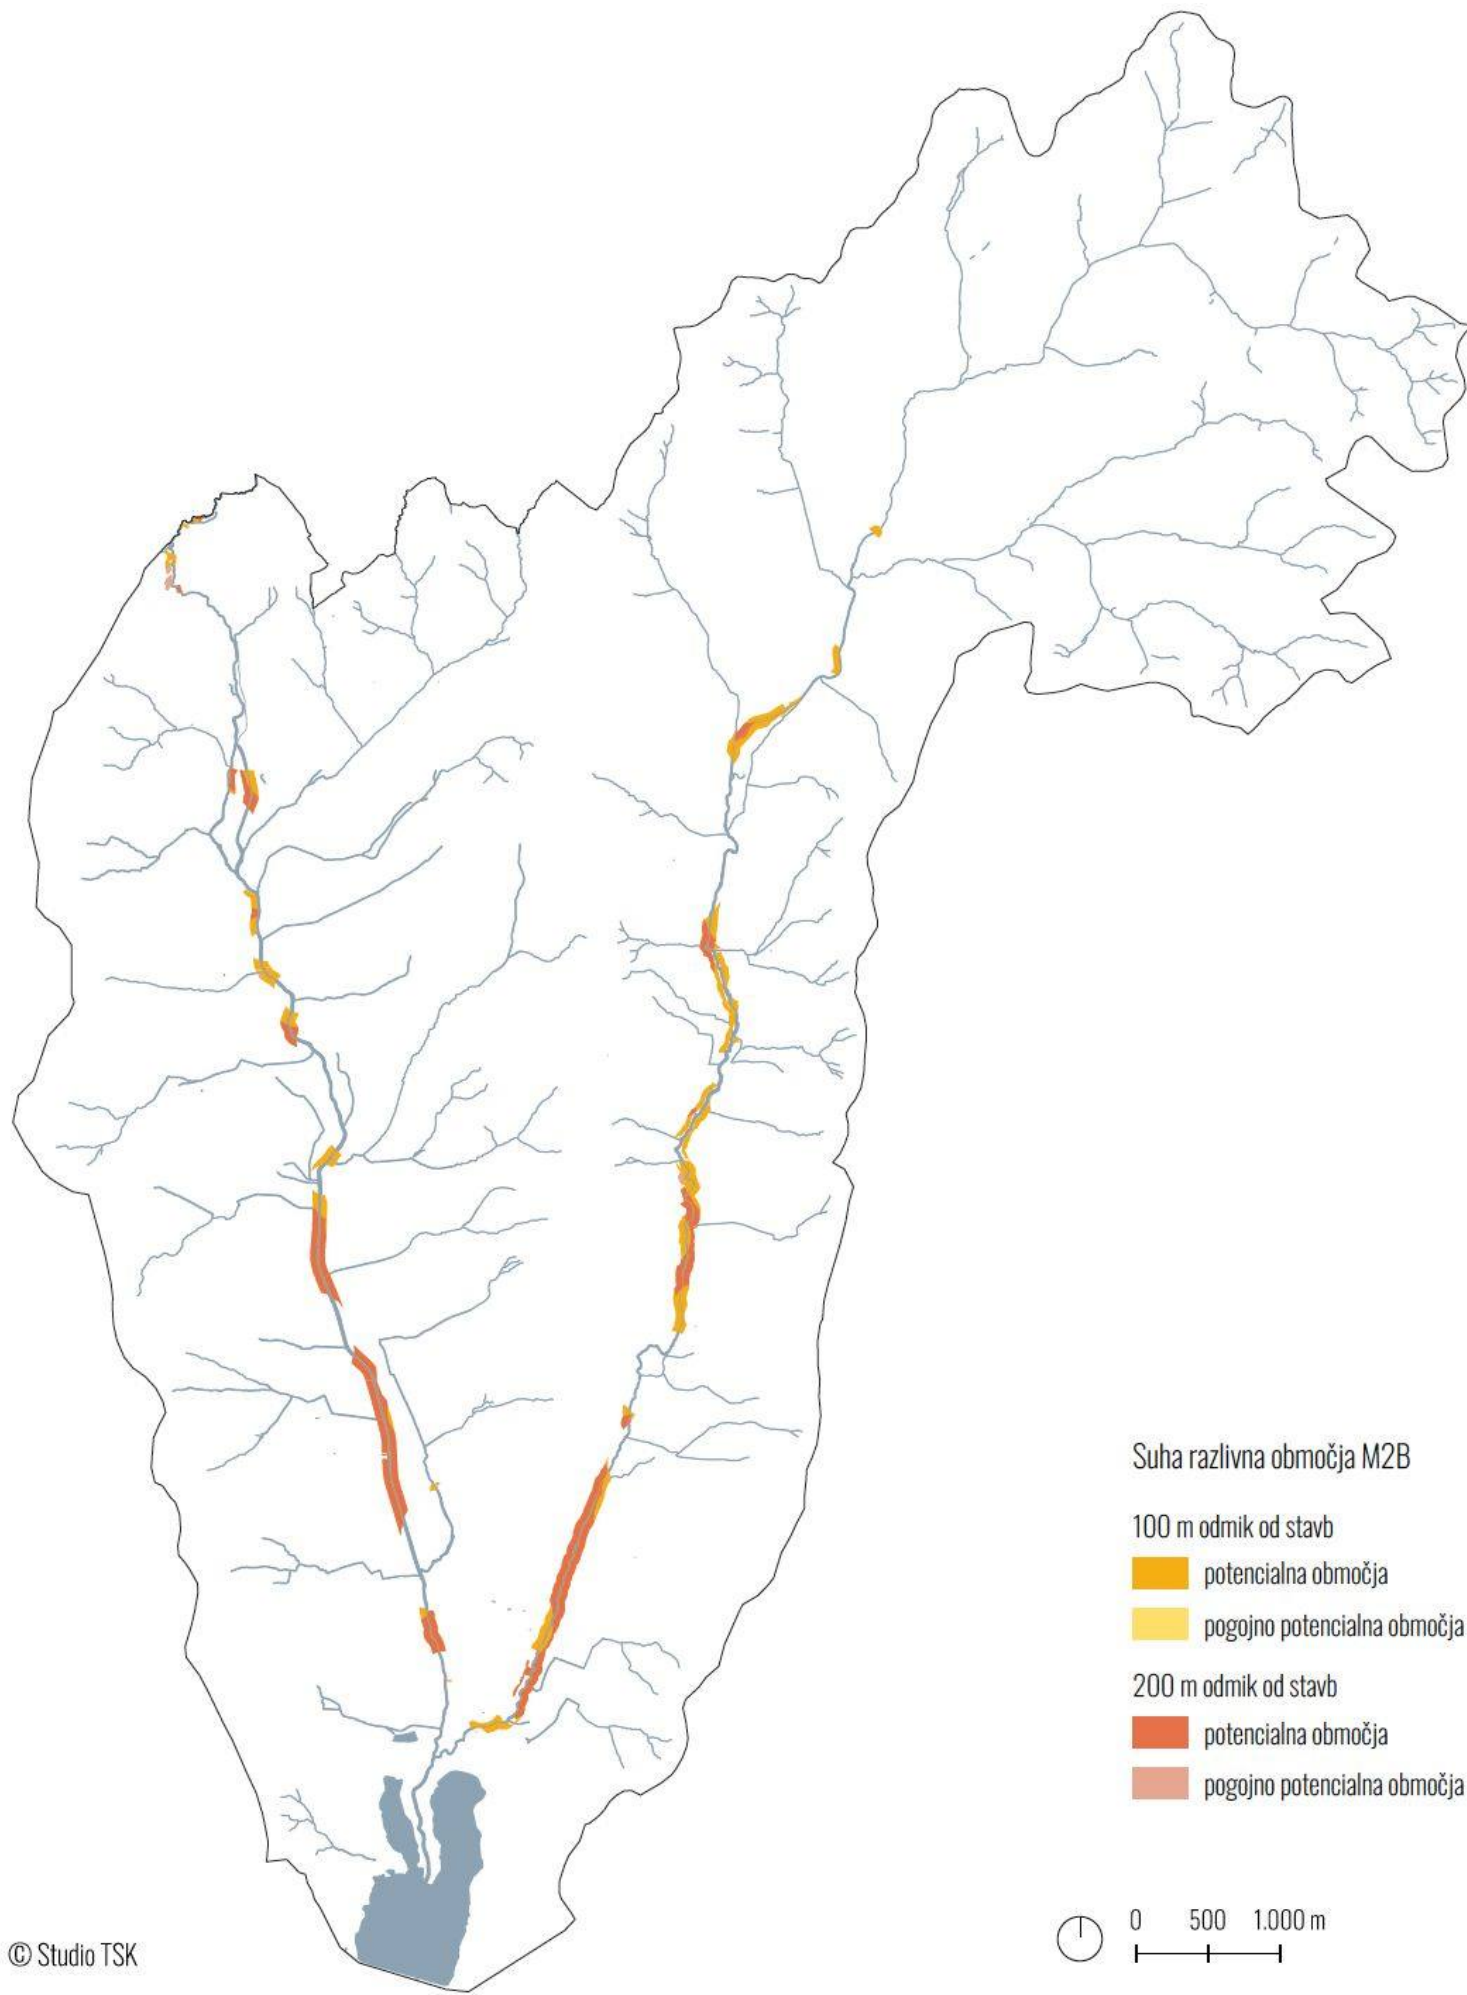 Suha razlivna območja M2B
100 m odmik od stavb
potencialna območja
pogojno potencialna območja
200 m odmik od stavb
potencialna območja
pogojno potencialna območja
0 500 1.000 m
© Studio TSK